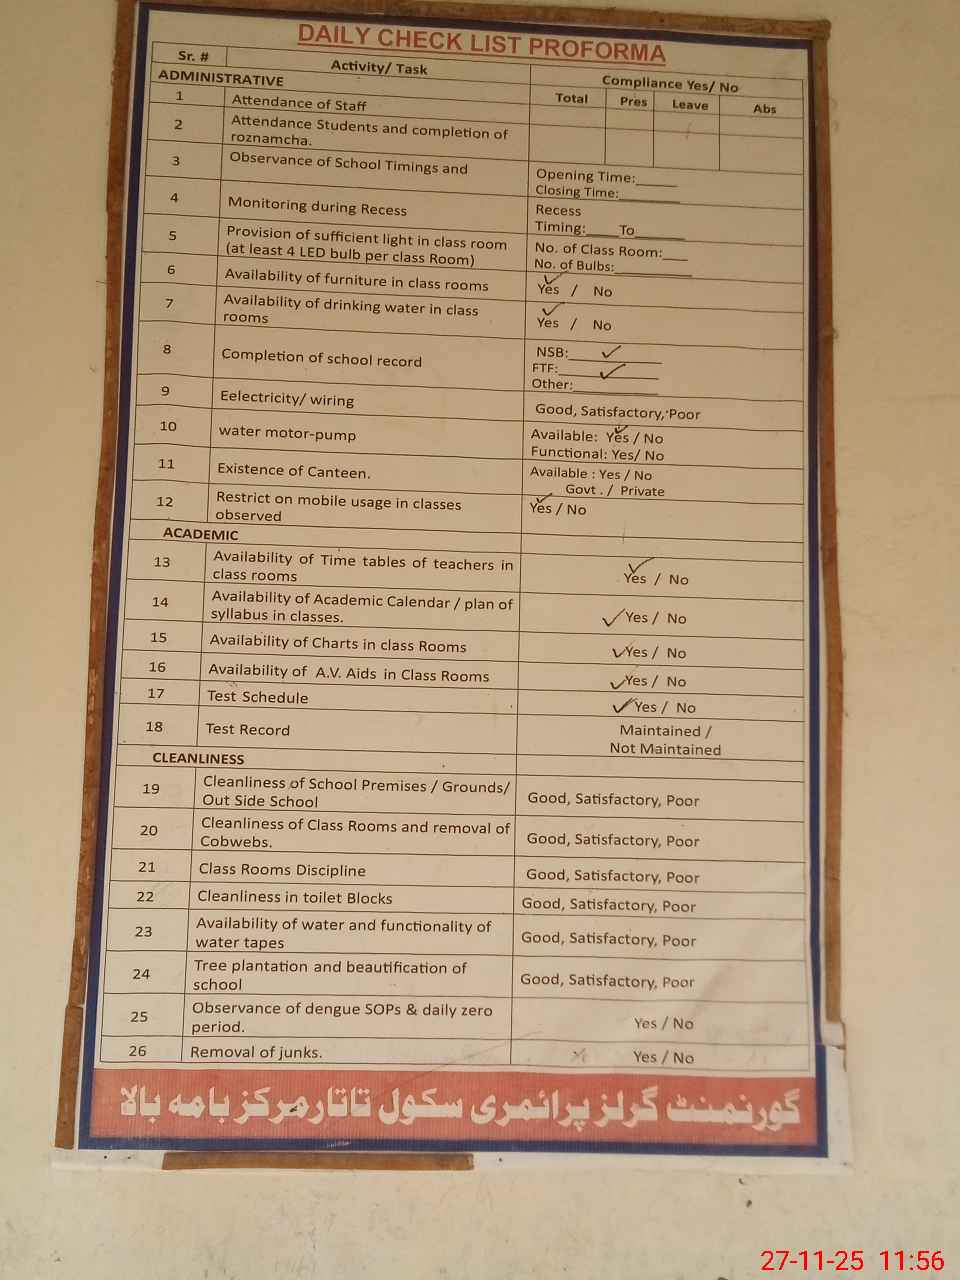 DAILY CHECK LIST PROFORMA
Sr. # Activity/ Task Compliance Yes/ No
ADMINISTRATIVE Total Pres Leave Abs
1 Attendance of Staff
2 Attendance Students and completion of
roznamcha.
3 Observance of School Timings and Opening Time:______
Closing Time:________
4 Monitoring during Recess Recess
Timing:_____To_______
5 Provision of sufficient light in class room No. of Class Room:____
(at least 4 LED bulb per class Room) No. of Bulbs:___________
6 Availability of furniture in class rooms Yes / No
7 Availability of drinking water in class Yes / No
rooms
8 Completion of school record NSB:_____________
FTF:______________
Other:____________
9 Eelectricity/ wiring Good, Satisfactory, Poor
10 water motor-pump Available: Yes / No
Functional: Yes/ No
11 Existence of Canteen. Available : Yes / No
Govt . / Private
12 Restrict on mobile usage in classes Yes / No
observed
ACADEMIC
13 Availability of Time tables of teachers in Yes / No
class rooms
14 Availability of Academic Calendar / plan of Yes / No
syllabus in classes.
15 Availability of Charts in class Rooms Yes / No
16 Availability of A.V. Aids in Class Rooms Yes / No
17 Test Schedule Yes / No
18 Test Record Maintained /
Not Maintained
CLEANLINESS
19 Cleanliness of School Premises / Grounds/ Good, Satisfactory, Poor
Out Side School
20 Cleanliness of Class Rooms and removal of Good, Satisfactory, Poor
Cobwebs.
21 Class Rooms Discipline Good, Satisfactory, Poor
22 Cleanliness in toilet Blocks Good, Satisfactory, Poor
23 Availability of water and functionality of Good, Satisfactory, Poor
water tapes
24 Tree plantation and beautification of Good, Satisfactory, Poor
school
25 Observance of dengue SOPs & daily zero Yes / No
period.
26 Removal of junks. Yes / No
گورنمنٹ گرلز پرائمری سکول تاتار مرکز بامہ بالا
27-11-25 11:56